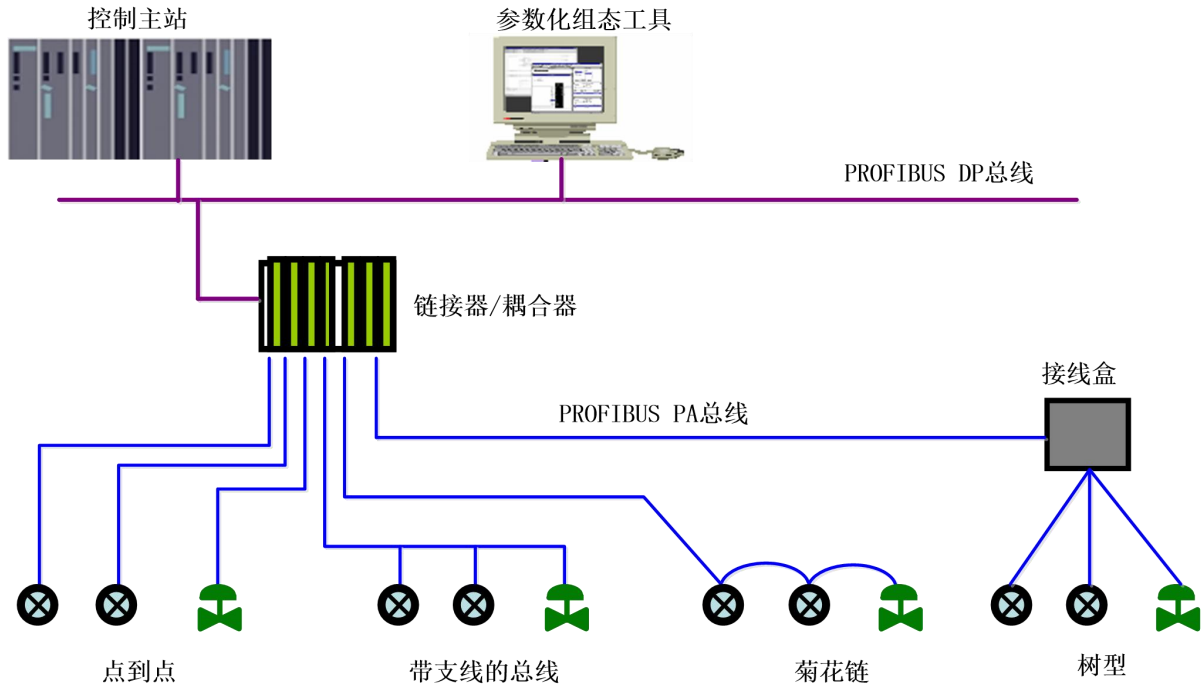 控制主站
参数化组态工具
PROFIBUS DP总线
链接器/耦合器
接线盒
PROFIBUS PA总线
点到点
带支线的总线
菊花链
树型